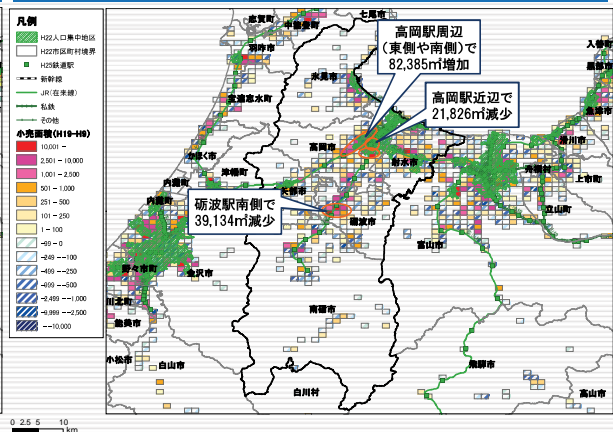 凡例
H22人口集中地区
H22市区町村境界
H25鉄道駅
新幹線
JR(在来線)
私鉄
その他
小売面積(H19-H9)
10,001 -
2,501 - 10,000
1,001 - 2,500
501 - 1,000
251 - 500
101 - 250
1 - 100
-99 - 0
-249 - -100
-499 - -250
-999 - -500
-2,499 - -1,000
-9,999 - -2,500
- -10,000
0 2.5 5 10
km
志賀町
七尾市
中能登町
羽咋市
氷見市
宝達志水町
かほく市
津幡町
内灘町
内灘町
高岡市
射水市
砺波市
野々市町
金沢市
川北町
能美市
小松市
白山市
南砺市
白川村
富山市
舟橋村
立山町
上市町
滑川市
魚津市
黒部市
入善町
飛騨市
高山市
高岡駅周辺
(東側や南側)で
82,385㎡増加
高岡駅近辺で
21,826㎡減少
砺波駅南側で
39,134㎡減少